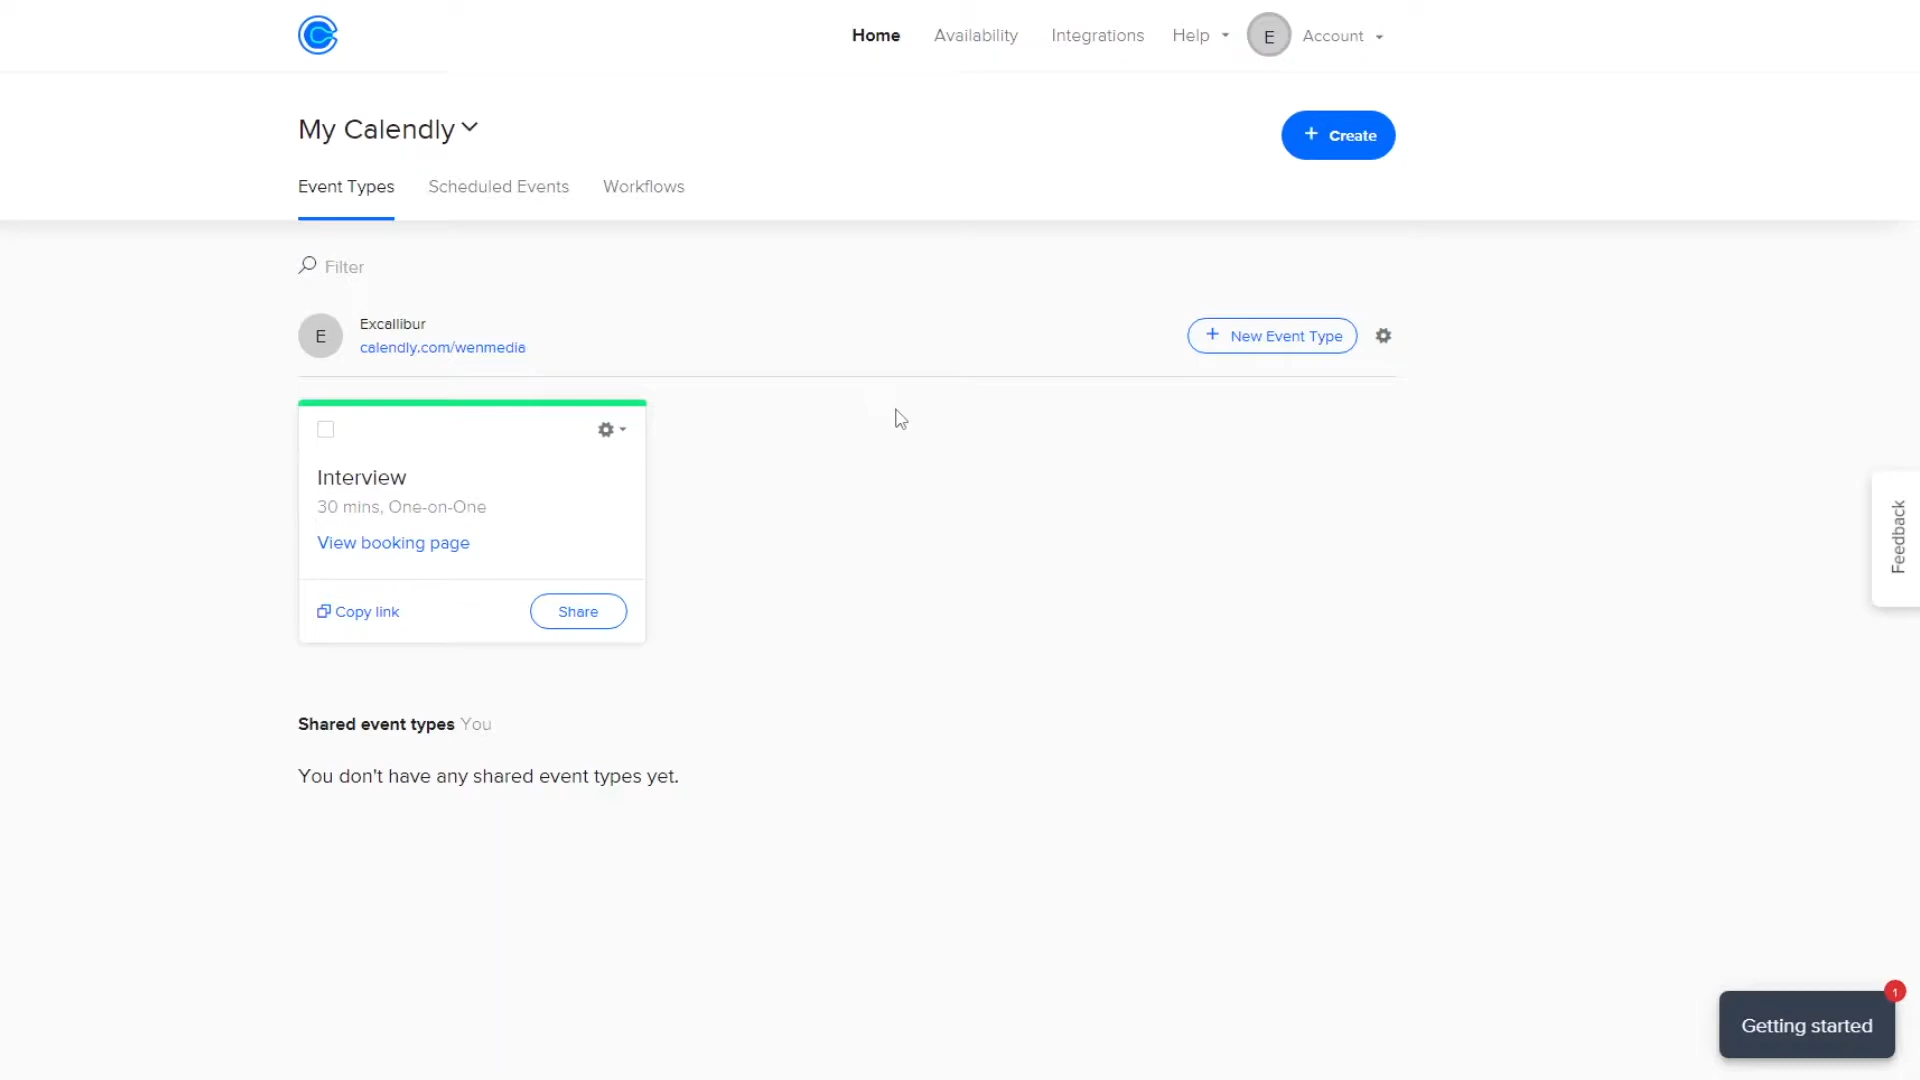 Home Availability Integrations Help E Account
My Calendly
+ Create
Event Types Scheduled Events Workflows
Filter
E
Excallibur
calendly.com/wenmedia
+ New Event Type
Interview
30 mins, One-on-One
View booking page
Copy link
Share
Feedback
Shared event types You
You don't have any shared event types yet.
1
Getting started